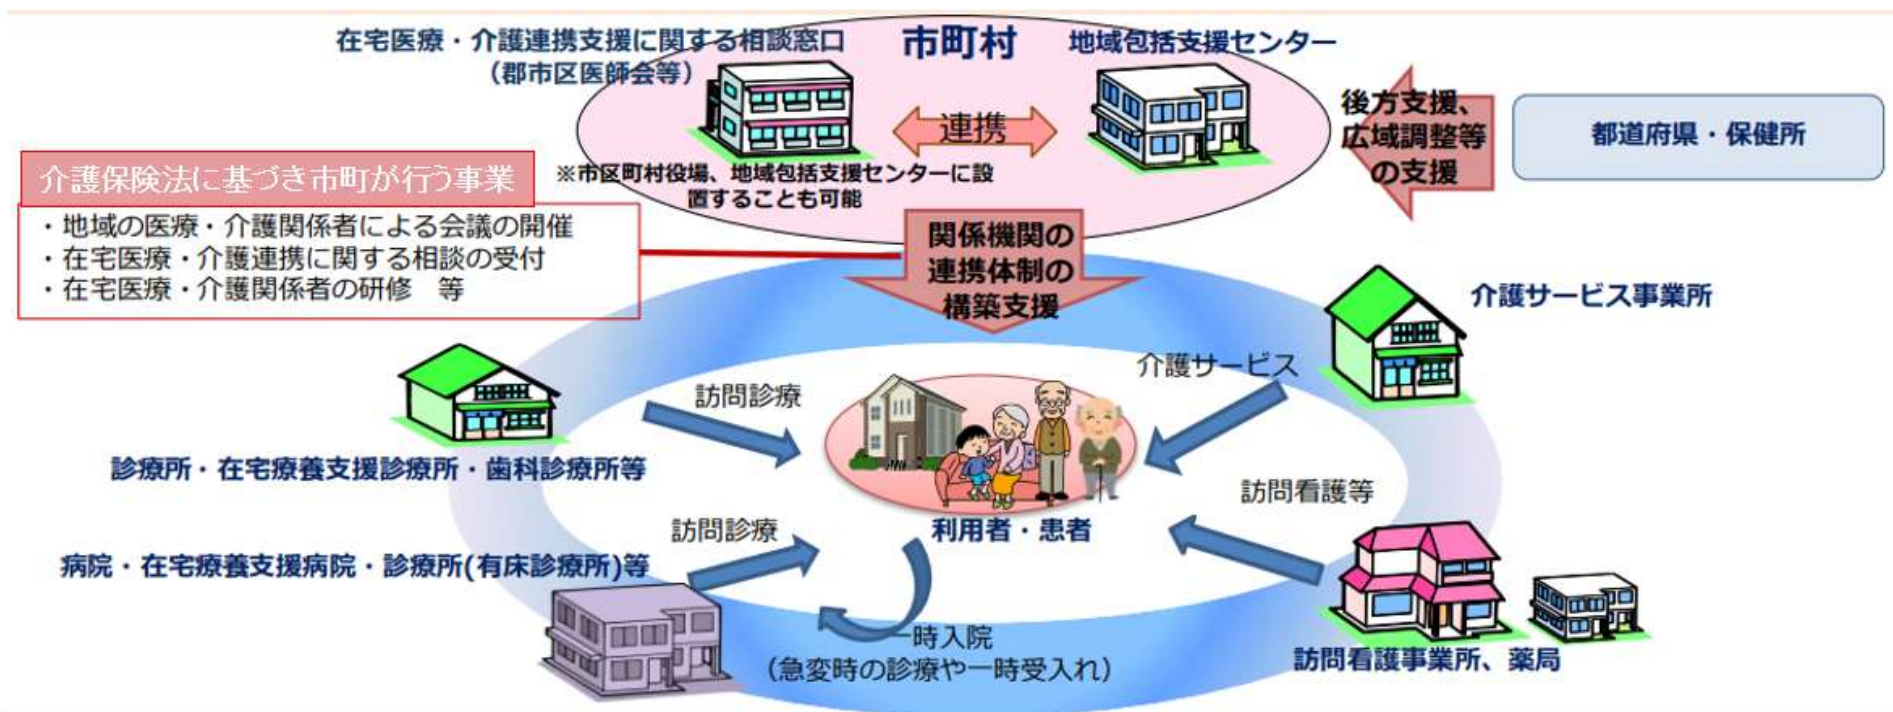 在宅医療・介護連携支援に関する相談窓口
（郡市区医師会等）
市町村
地域包括支援センター
連携
※市区町村役場、地域包括支援センターに設
置することも可能
後方支援、
広域調整等
の支援
都道府県・保健所
介護保険法に基づき市町が行う事業
・地域の医療・介護関係者による会議の開催
・在宅医療・介護連携に関する相談の受付
・在宅医療・介護関係者の研修　等
関係機関の
連携体制の
構築支援
介護サービス事業所
介護サービス
訪問診療
診療所・在宅療養支援診療所・歯科診療所等
訪問看護等
利用者・患者
訪問診療
病院・在宅療養支援病院・診療所(有床診療所)等
一時入院
（急変時の診療や一時受入れ）
訪問看護事業所、薬局